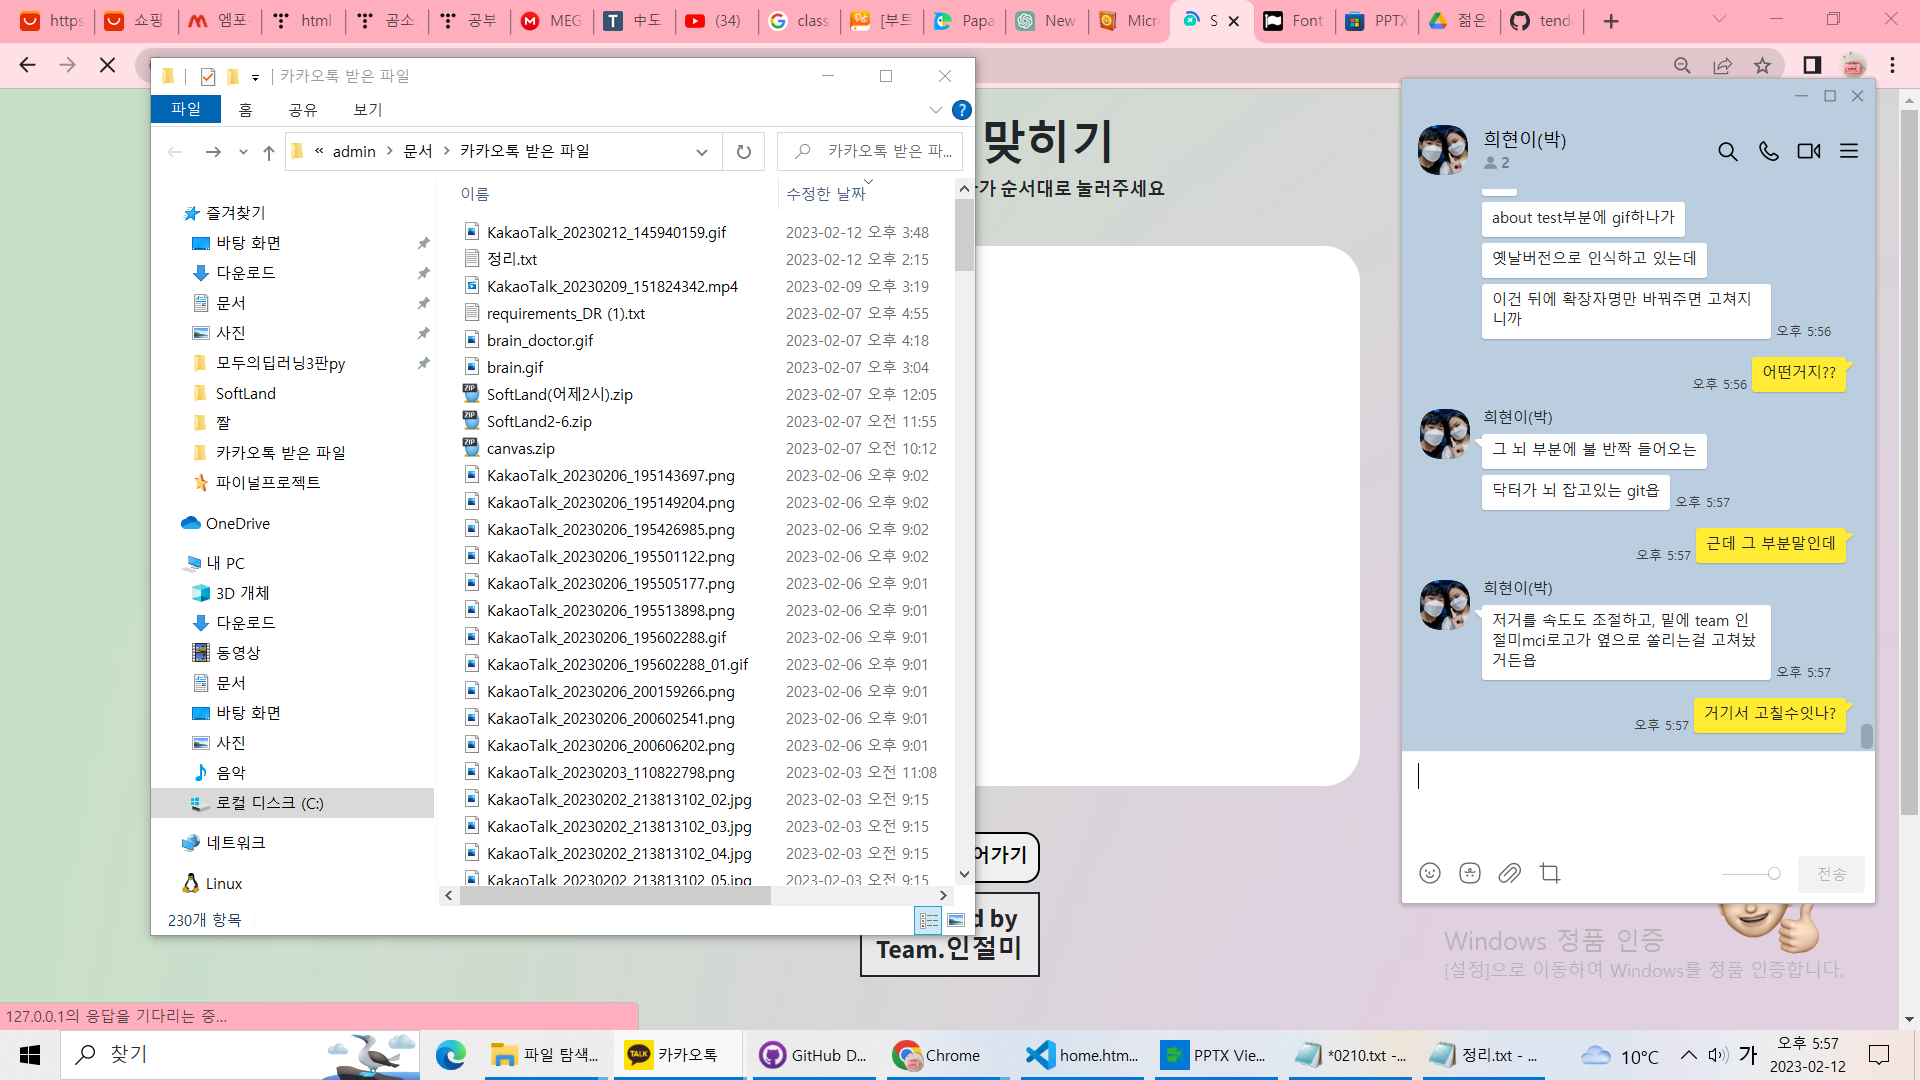 https
쇼핑
엠포
html
곰소
공부
MEG
中도
(34)
class
[부트
Papa
New
Micr
S
Font
PPTX
젊은
tend
카카오톡 받은 파일
파일
홈
공유
보기
« admin > 문서 > 카카오톡 받은 파일
카카오톡 받은 파...
이름
수정한 날짜
즐겨찾기
바탕 화면
다운로드
문서
사진
모두의딥러닝3판py
SoftLand
짤
카카오톡 받은 파일
파이널프로젝트
OneDrive
내 PC
3D 개체
다운로드
동영상
문서
바탕 화면
사진
음악
로컬 디스크 (C:)
네트워크
Linux
KakaoTalk_20230212_145940159.gif 2023-02-12 오후 3:48
정리.txt 2023-02-12 오후 2:15
KakaoTalk_20230209_151824342.mp4 2023-02-09 오후 3:19
requirements_DR (1).txt 2023-02-07 오후 4:55
brain_doctor.gif 2023-02-07 오후 4:18
brain.gif 2023-02-07 오후 3:04
SoftLand(어제2시).zip 2023-02-07 오후 12:05
SoftLand2-6.zip 2023-02-07 오전 11:55
canvas.zip 2023-02-07 오전 10:12
KakaoTalk_20230206_195143697.png 2023-02-06 오후 9:02
KakaoTalk_20230206_195149204.png 2023-02-06 오후 9:02
KakaoTalk_20230206_195426985.png 2023-02-06 오후 9:02
KakaoTalk_20230206_195501122.png 2023-02-06 오후 9:02
KakaoTalk_20230206_195505177.png 2023-02-06 오후 9:01
KakaoTalk_20230206_195513898.png 2023-02-06 오후 9:01
KakaoTalk_20230206_195602288.gif 2023-02-06 오후 9:01
KakaoTalk_20230206_195602288_01.gif 2023-02-06 오후 9:01
KakaoTalk_20230206_200159266.png 2023-02-06 오후 9:01
KakaoTalk_20230206_200602541.png 2023-02-06 오후 9:01
KakaoTalk_20230206_200606202.png 2023-02-06 오후 9:01
KakaoTalk_20230203_110822798.png 2023-02-03 오전 11:08
KakaoTalk_20230202_213813102_02.jpg 2023-02-03 오전 9:15
KakaoTalk_20230202_213813102_03.jpg 2023-02-03 오전 9:15
KakaoTalk_20230202_213813102_04.jpg 2023-02-03 오전 9:15
KakaoTalk_20230202_213813102_05.jpg 2023-02-03 오전 9:15
230개 항목
맞히기
가 순서대로 눌러주세요
어가기
d by
Team.인절미
희현이(박)
2
about test부분에 gif하나가
옛날버전으로 인식하고 있는데
이건 뒤에 확장자명만 바꿔주면 고쳐지
니까
오후 5:56
오후 5:56 어떤거지??
희현이(박)
그 뇌 부분에 불 반짝 들어오는
닥터가 뇌 잡고있는 git욥
오후 5:57
오후 5:57 근데 그 부분말인데
희현이(박)
저거를 속도도 조절하고, 밑에 team 인
절미mci로고가 옆으로 쏠리는걸 고쳐놨
거든욥
오후 5:57
오후 5:57 거기서 고칠수잇나?
전송
Windows 정품 인증
[설정]으로 이동하여 Windows를 정품 인증합니다.
127.0.0.1의 응답을 기다리는 중...
찾기
파일 탐색...
TALK
카카오톡
GitHub D...
Chrome
home.htm...
PPTX Vie...
*0210.txt -...
정리.txt - ...
10°C
가
오후 5:57
2023-02-12